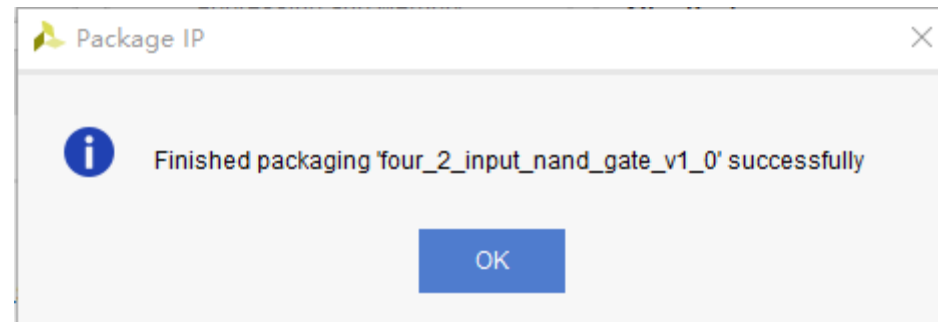 Package IP
Finished packaging 'four_2_input_nand_gate_v1_0' successfully
OK